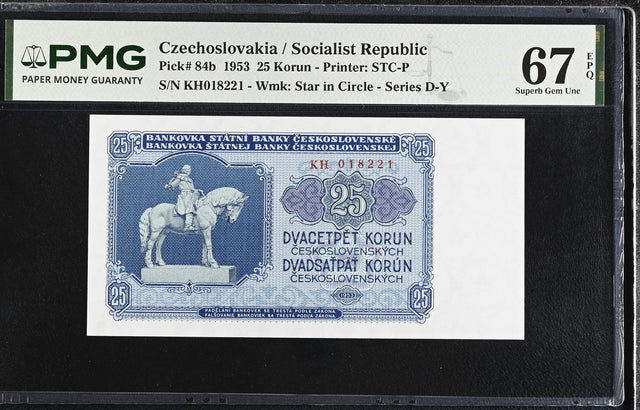 PMG
PAPER MONEY GUARANTY
Czechoslovakia / Socialist Republic
Pick# 84b 1953 25 Korun - Printer: STC-P
S/N KH018221 - Wmk: Star in Circle - Series D-Y
67
EPQ
Superb Gem Unc
25 BANKOVKA STÁTNÍ BANKY ČESKOSLOVENSKÉ 25
BANKOVKA ŠTÁTNEJ BANKY ČESKOSLOVENSKEJ
KH 018221
25
DVACETPĚT KORUN
ČESKOSLOVENSKÝCH
DVADSAŤPÄŤ KORÚN
ČESKOSLOVENSKÝCH
25 1953 25
PADĚLÁNÍ BANKOVEK SE TRESTÁ PODLE ZÁKONA
FALŠOVANIE BANKOVIEK SA TRESTÁ PODĽA ZÁKONA